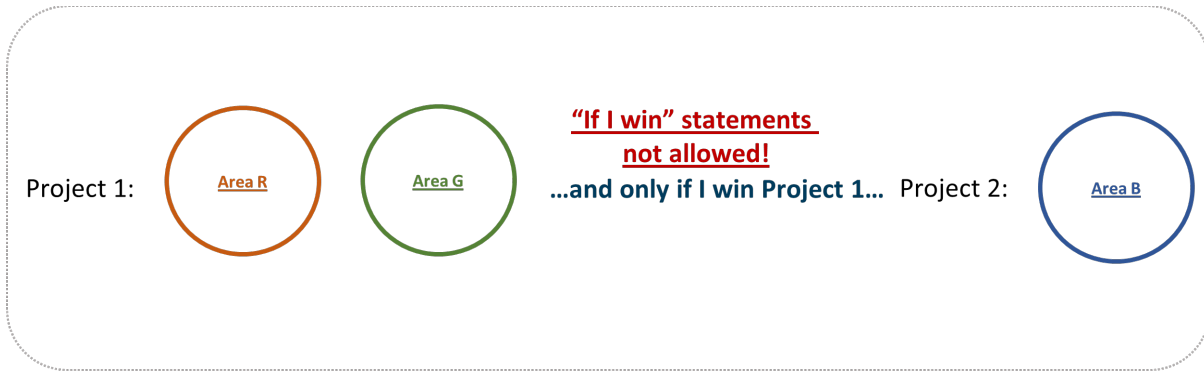 “If I win” statements
not allowed!
Project 1: Area R Area G …and only if I win Project 1… Project 2: Area B